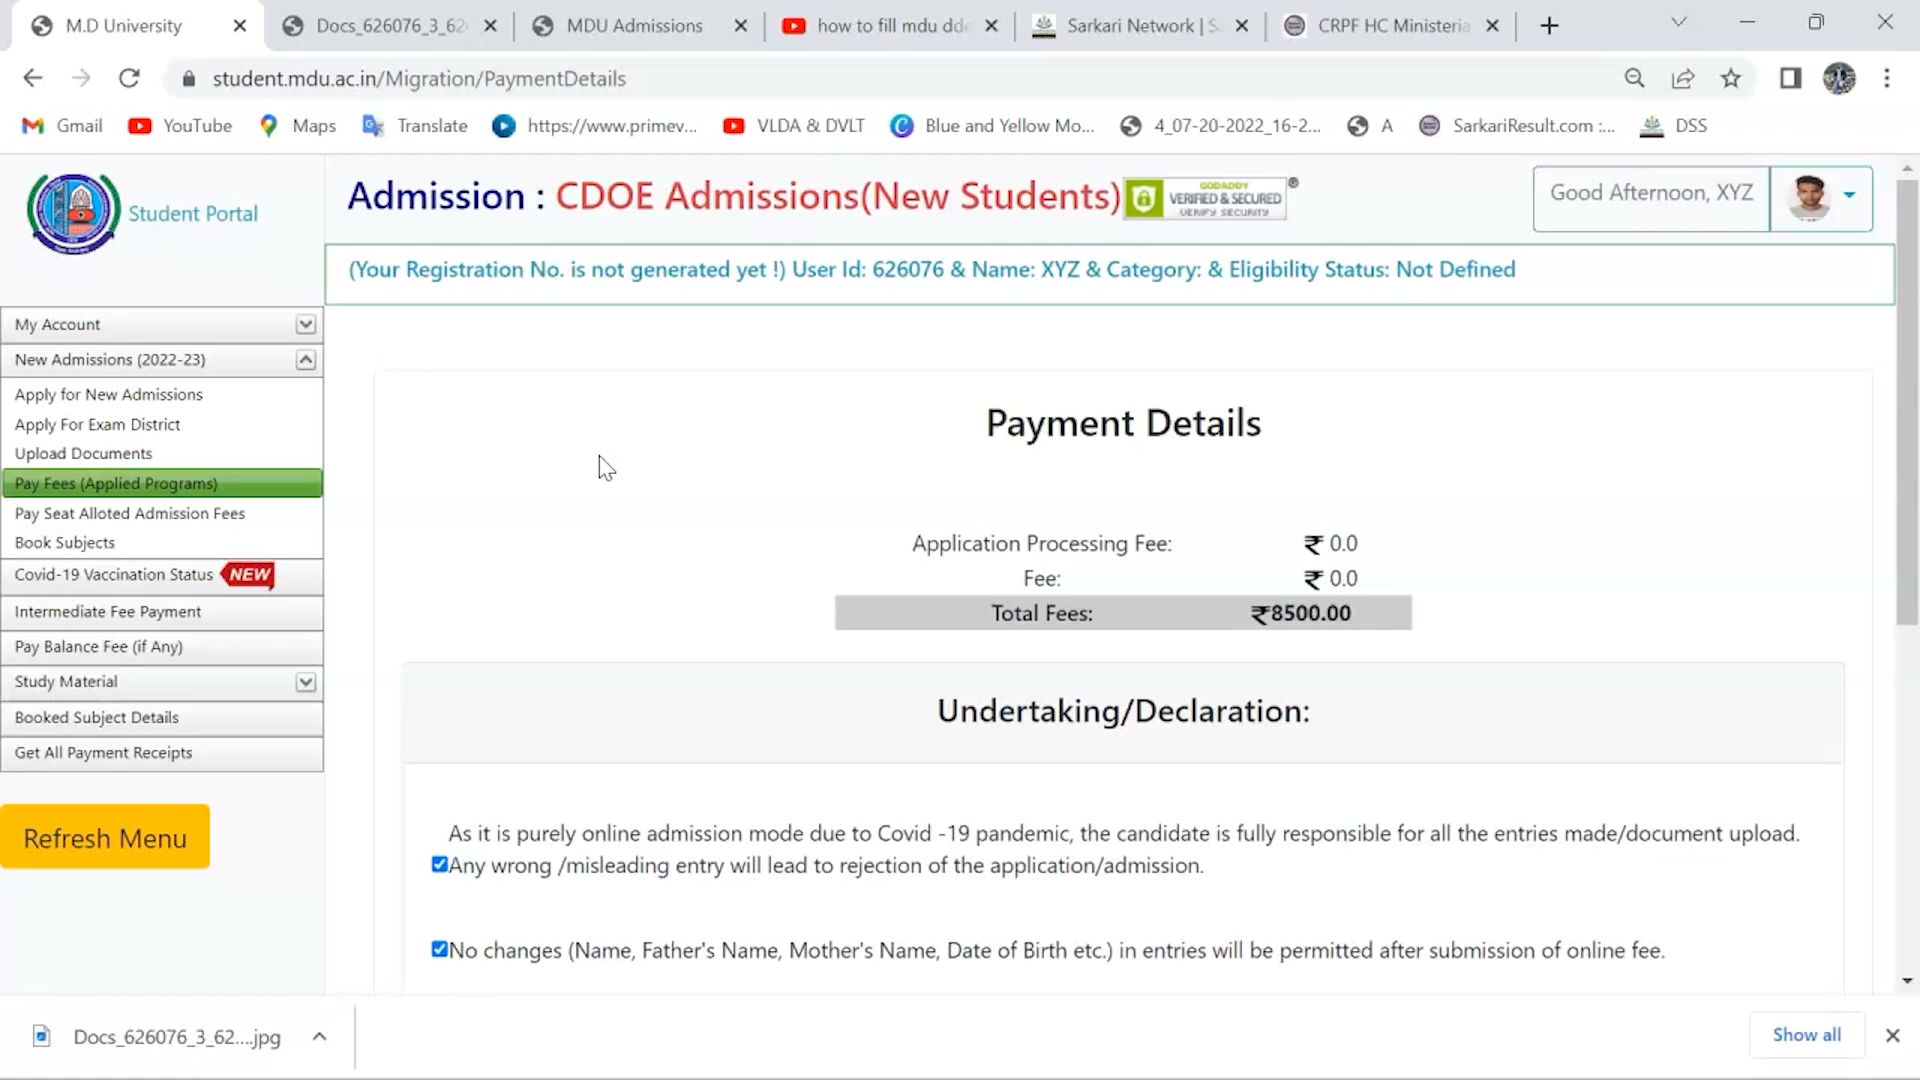 M.D University
Docs_626076_3_62
MDU Admissions
how to fill mdu dde
Sarkari Network | S
CRPF HC Ministeria
student.mdu.ac.in/Migration/PaymentDetails
Gmail
YouTube
Maps
Translate
https://www.primev...
VLDA & DVLT
Blue and Yellow Mo...
4_07-20-2022_16-2...
A
SarkariResult.com :...
DSS
Student Portal
Admission : CDOE Admissions(New Students)
GODADDY
VERIFIED & SECURED
VERIFY SECURITY
®
Good Afternoon, XYZ
(Your Registration No. is not generated yet !) User Id: 626076 & Name: XYZ & Category: & Eligibility Status: Not Defined
My Account
New Admissions (2022-23)
Apply for New Admissions
Apply For Exam District
Upload Documents
Pay Fees (Applied Programs)
Pay Seat Alloted Admission Fees
Book Subjects
Covid-19 Vaccination Status NEW
Intermediate Fee Payment
Pay Balance Fee (if Any)
Study Material
Booked Subject Details
Get All Payment Receipts
Refresh Menu
Payment Details
Application Processing Fee: ₹ 0.0
Fee: ₹ 0.0
Total Fees: ₹8500.00
Undertaking/Declaration:
As it is purely online admission mode due to Covid -19 pandemic, the candidate is fully responsible for all the entries made/document upload.
Any wrong /misleading entry will lead to rejection of the application/admission.
No changes (Name, Father's Name, Mother's Name, Date of Birth etc.) in entries will be permitted after submission of online fee.
Docs_626076_3_62....jpg
Show all